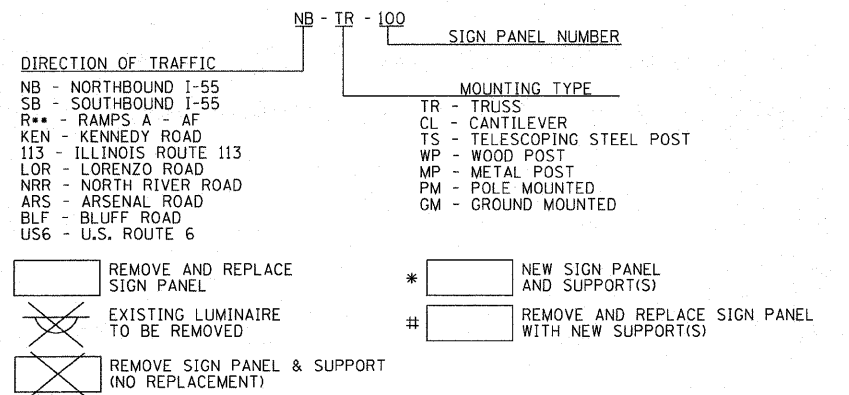 NB - TR - 100
SIGN PANEL NUMBER
DIRECTION OF TRAFFIC
NB - NORTHBOUND I-55
SB - SOUTHBOUND I-55
R** - RAMPS A - AF
KEN - KENNEDY ROAD
113 - ILLINOIS ROUTE 113
LOR - LORENZO ROAD
NRR - NORTH RIVER ROAD
ARS - ARSENAL ROAD
BLF - BLUFF ROAD
US6 - U.S. ROUTE 6
MOUNTING TYPE
TR - TRUSS
CL - CANTILEVER
TS - TELESCOPING STEEL POST
WP - WOOD POST
MP - METAL POST
PM - POLE MOUNTED
GM - GROUND MOUNTED
REMOVE AND REPLACE
SIGN PANEL
EXISTING LUMINAIRE
TO BE REMOVED
REMOVE SIGN PANEL & SUPPORT
(NO REPLACEMENT)
* NEW SIGN PANEL
AND SUPPORT(S)
# REMOVE AND REPLACE SIGN PANEL
WITH NEW SUPPORT(S)